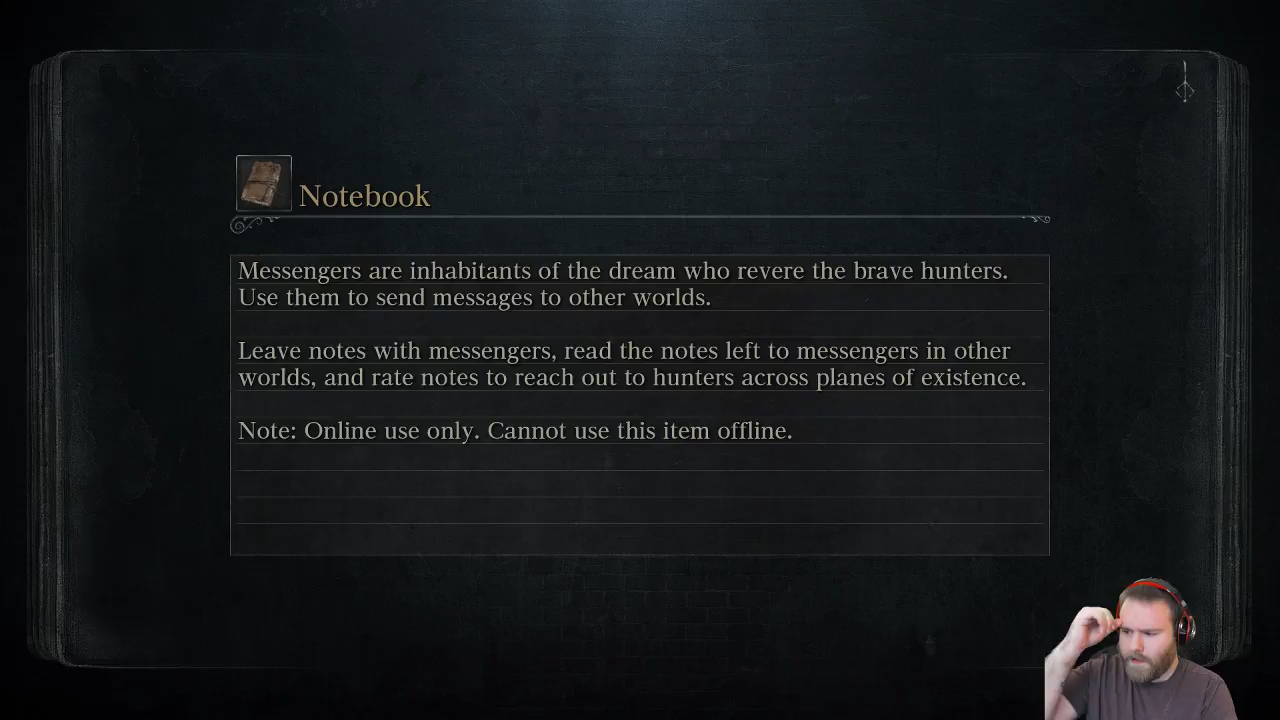 Notebook
Messengers are inhabitants of the dream who revere the brave hunters.
Use them to send messages to other worlds.
Leave notes with messengers, read the notes left to messengers in other
worlds, and rate notes to reach out to hunters across planes of existence.
Note: Online use only. Cannot use this item offline.